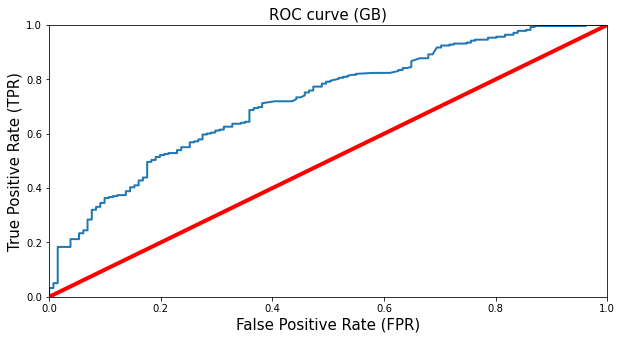 ROC curve (GB)
True Positive Rate (TPR)
1.0
0.8
0.6
0.4
0.2
0.0
0.0 0.2 0.4 0.6 0.8 1.0
False Positive Rate (FPR)